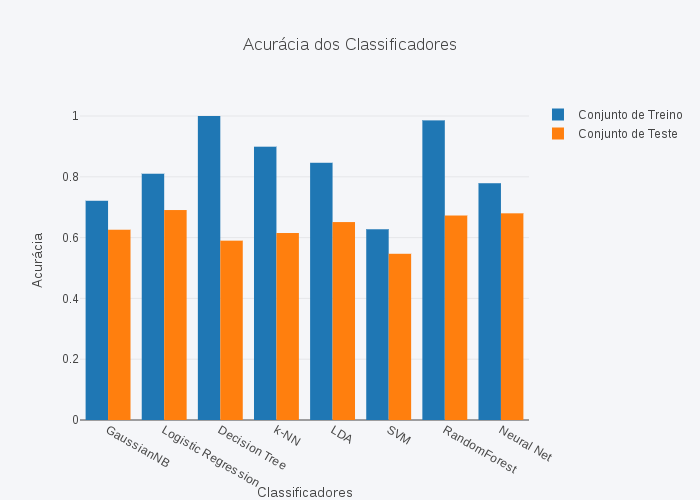 Acurácia dos Classificadores
Conjunto de Treino
Conjunto de Teste
1
0.8
0.6
0.4
0.2
0
Acurácia
GaussianNB
Logistic Regression
Decision Tree
k-NN
LDA
SVM
RandomForest
Neural Net
Classificadores